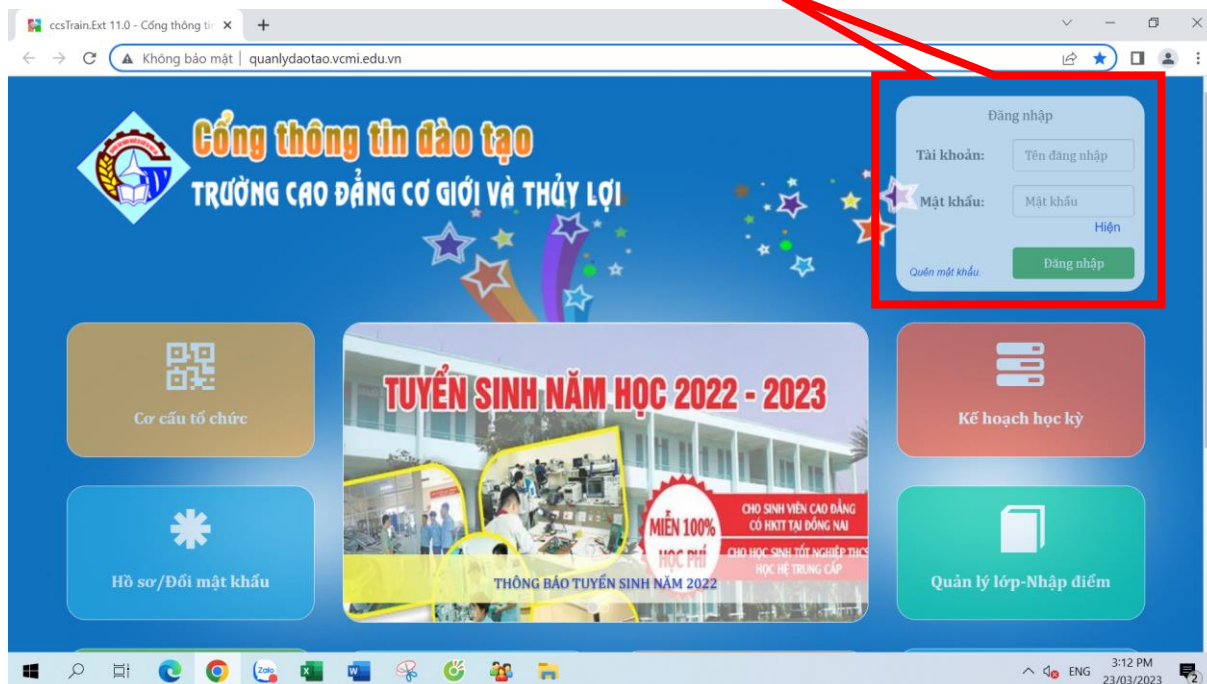 ccsTrain.Ext 11.0 - Cổng thông tin
Không bảo mật | quanlydaotao.vcmi.edu.vn
Cổng thông tin đào tạo
TRƯỜNG CAO ĐẲNG CƠ GIỚI VÀ THỦY LỢI
Đăng nhập
Tài khoản:
Tên đăng nhập
Mật khẩu:
Mật khẩu
Hiện
Quên mật khẩu.
Đăng nhập
Cơ cấu tổ chức
TUYỂN SINH NĂM HỌC 2022 - 2023
MIỄN 100%
HỌC PHÍ
CHO SINH VIÊN CAO ĐẲNG
CÓ HKTT TẠI ĐỒNG NAI
CHO HỌC SINH TỐT NGHIỆP THCS
HỌC HỆ TRUNG CẤP
THÔNG BÁO TUYỂN SINH NĂM 2022
Kế hoạch học kỳ
Hồ sơ/Đổi mật khẩu
Quản lý lớp-Nhập điểm
Zalo
ENG
3:12 PM
23/03/2023
2